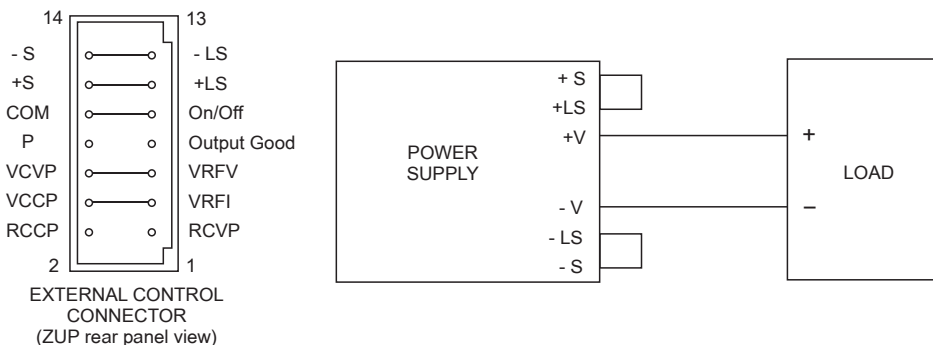 14 13
- S - LS
+S +LS
COM On/Off
P Output Good
VCVP VRFV
VCCP VRFI
RCCP RCVP
2 1
EXTERNAL CONTROL
CONNECTOR
(ZUP rear panel view)
POWER
SUPPLY
+ S
+LS
+V
- V
- LS
- S
+
LOAD
−